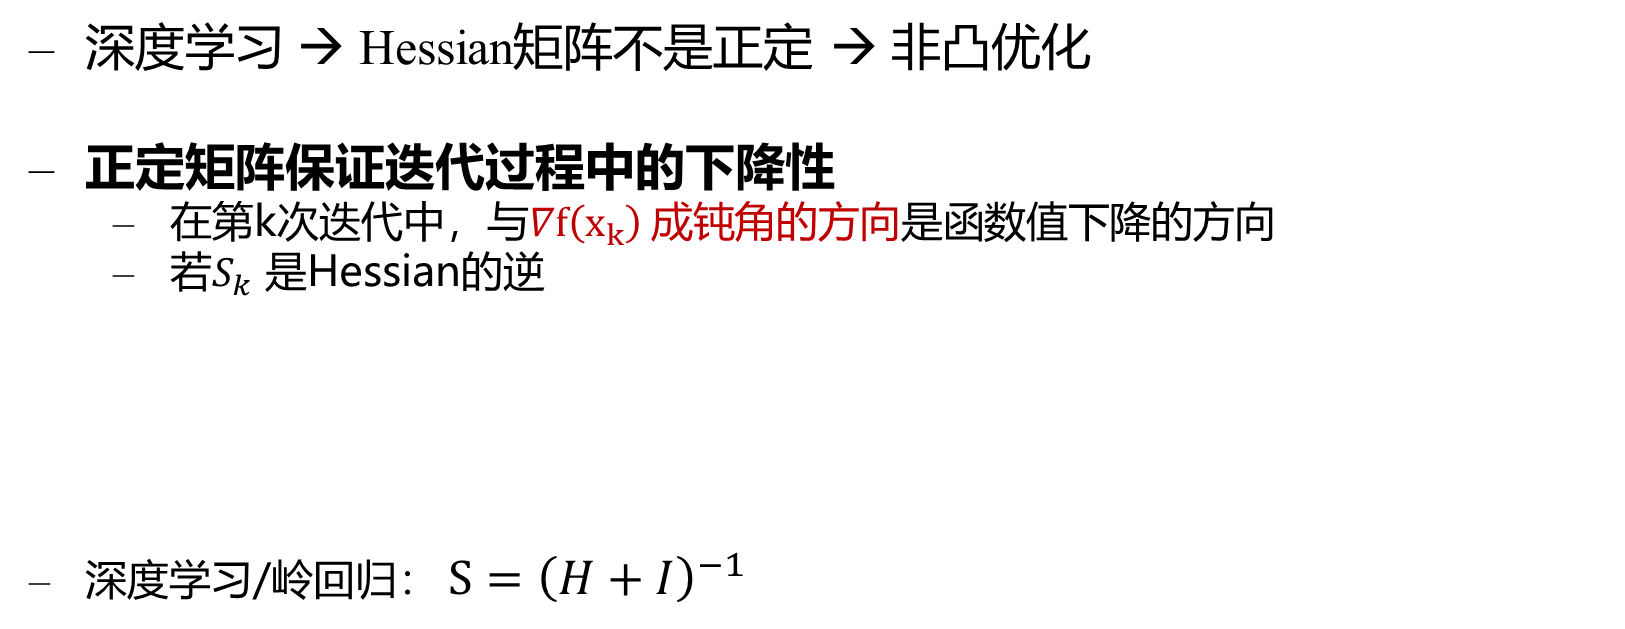 – 深度学习 → Hessian矩阵不是正定 → 非凸优化
– 正定矩阵保证迭代过程中的下降性
– 在第k次迭代中，与∇f(xₖ) 成钝角的方向是函数值下降的方向
– 若Sₖ 是Hessian的逆
– 深度学习/岭回归： S = (H + I)⁻¹